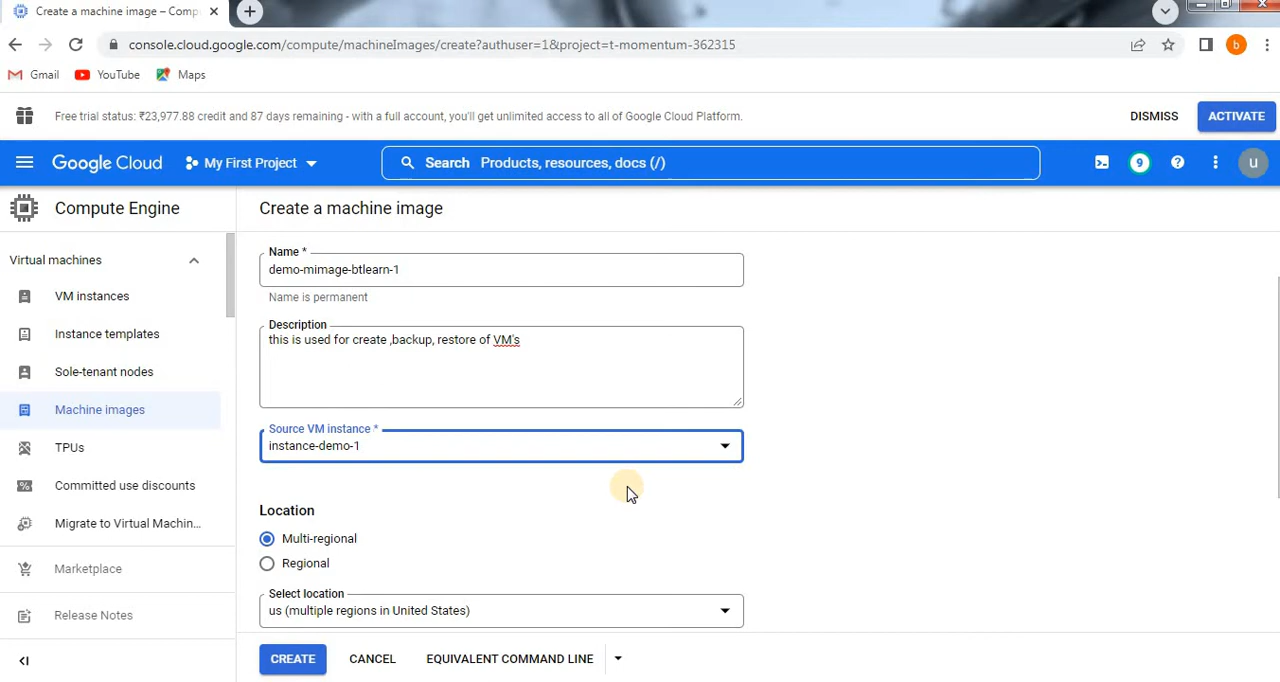 Create a machine image – Comp
console.cloud.google.com/compute/machineImages/create?authuser=1&project=t-momentum-362315
b
Gmail YouTube Maps
Free trial status: ₹23,977.88 credit and 87 days remaining - with a full account, you'll get unlimited access to all of Google Cloud Platform. DISMISS ACTIVATE
Google Cloud My First Project Search Products, resources, docs (/) 9 u
Compute Engine
Create a machine image
Virtual machines
VM instances
Instance templates
Sole-tenant nodes
Machine images
TPUs
Committed use discounts
Migrate to Virtual Machin...
Marketplace
Release Notes
Name *
demo-mimage-btlearn-1
Name is permanent
Description
this is used for create ,backup, restore of VM's
Source VM instance *
instance-demo-1
Location
Multi-regional
Regional
Select location
us (multiple regions in United States)
CREATE CANCEL EQUIVALENT COMMAND LINE